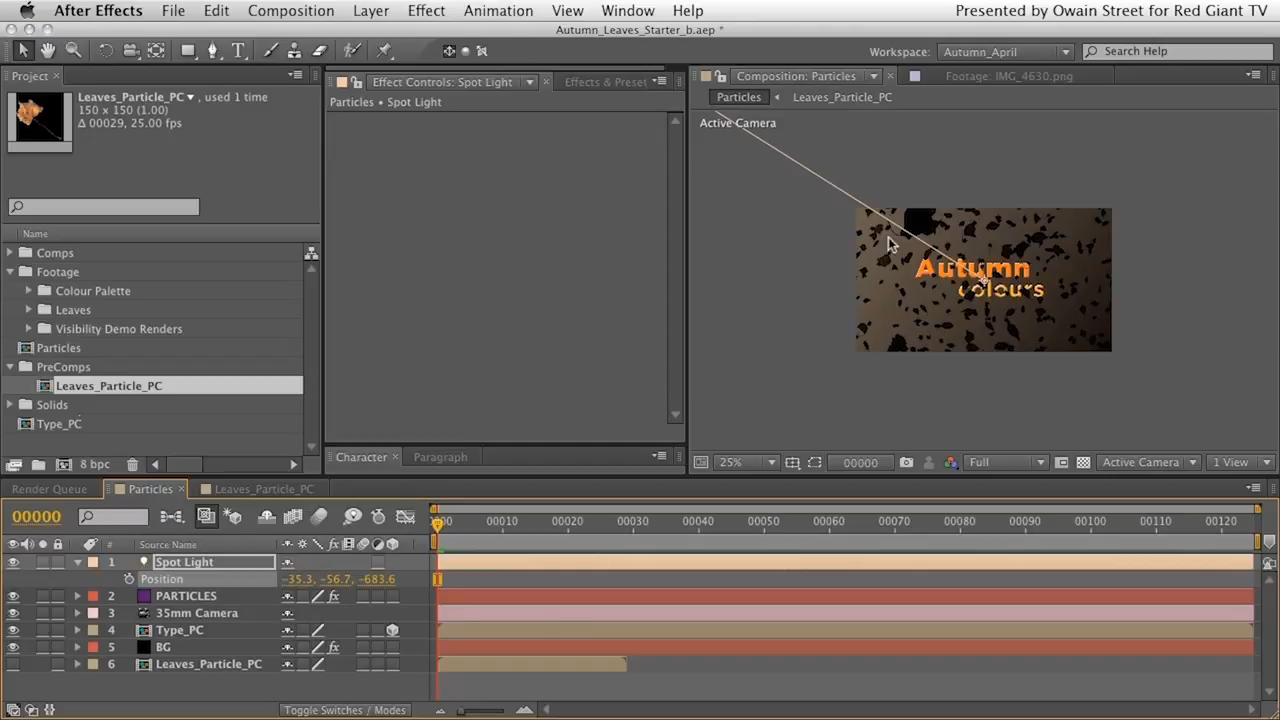 After Effects File Edit Composition Layer Effect Animation View Window Help Presented by Owain Street for Red Giant TV
Autumn_Leaves_Starter_b.aep *
T Workspace: Autumn_April Search Help
Project × Effect Controls: Spot Light × Effects & Preset Composition: Particles × Footage: IMG_4630.png
Leaves_Particle_PC ▼, used 1 time
150 x 150 (1.00)
Δ 00029, 25.00 fps
Particles • Spot Light
Particles Leaves_Particle_PC
Active Camera
Name
Comps
Footage
Colour Palette
Leaves
Visibility Demo Renders
Particles
PreComps
Leaves_Particle_PC
Solids
Type_PC
8 bpc
Autumn
colours
Character × Paragraph
25% 00000 Full Active Camera 1 View
Render Queue Particles × Leaves_Particle_PC
00000 00010 00020 00030 00040 00050 00060 00070 00080 00090 00100 00110 00120
# Source Name
1 Spot Light
Position -35.3, -56.7, -683.6
2 PARTICLES fx
3 35mm Camera
4 Type_PC
5 BG fx
6 Leaves_Particle_PC
Toggle Switches / Modes